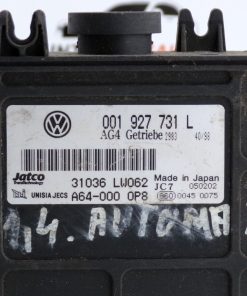 001 927 731 L
AG4 Getriebe 2983 40/98
Jatco
31036 LW062
Made in Japan
JC7 050202
UNISIA JECS A64-000 0P8
0045 0075
1,4. AUTOMA